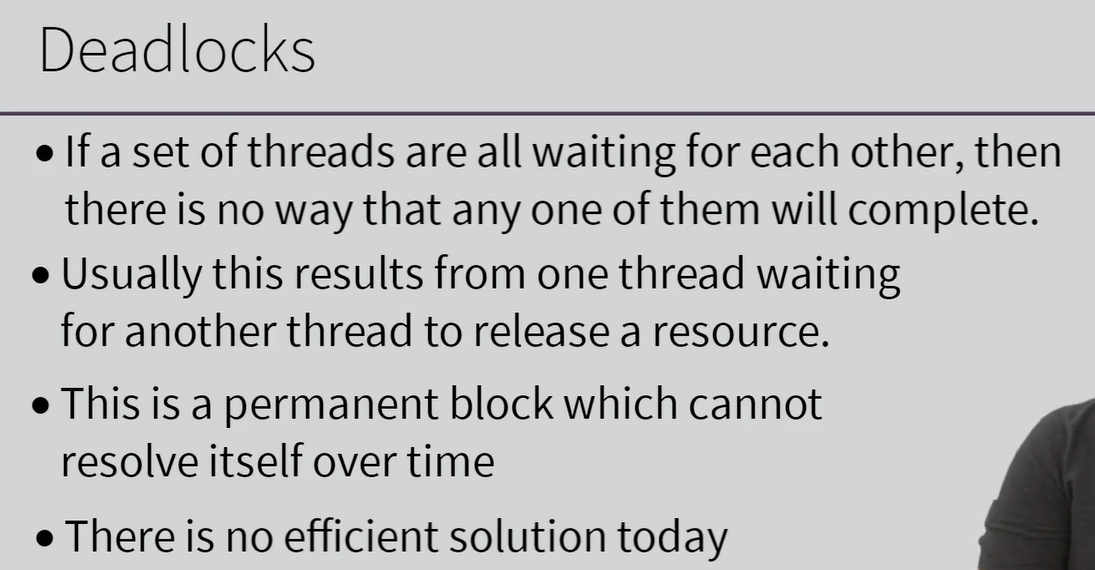 Deadlocks
• If a set of threads are all waiting for each other, then
there is no way that any one of them will complete.
• Usually this results from one thread waiting
for another thread to release a resource.
• This is a permanent block which cannot
resolve itself over time
• There is no efficient solution today